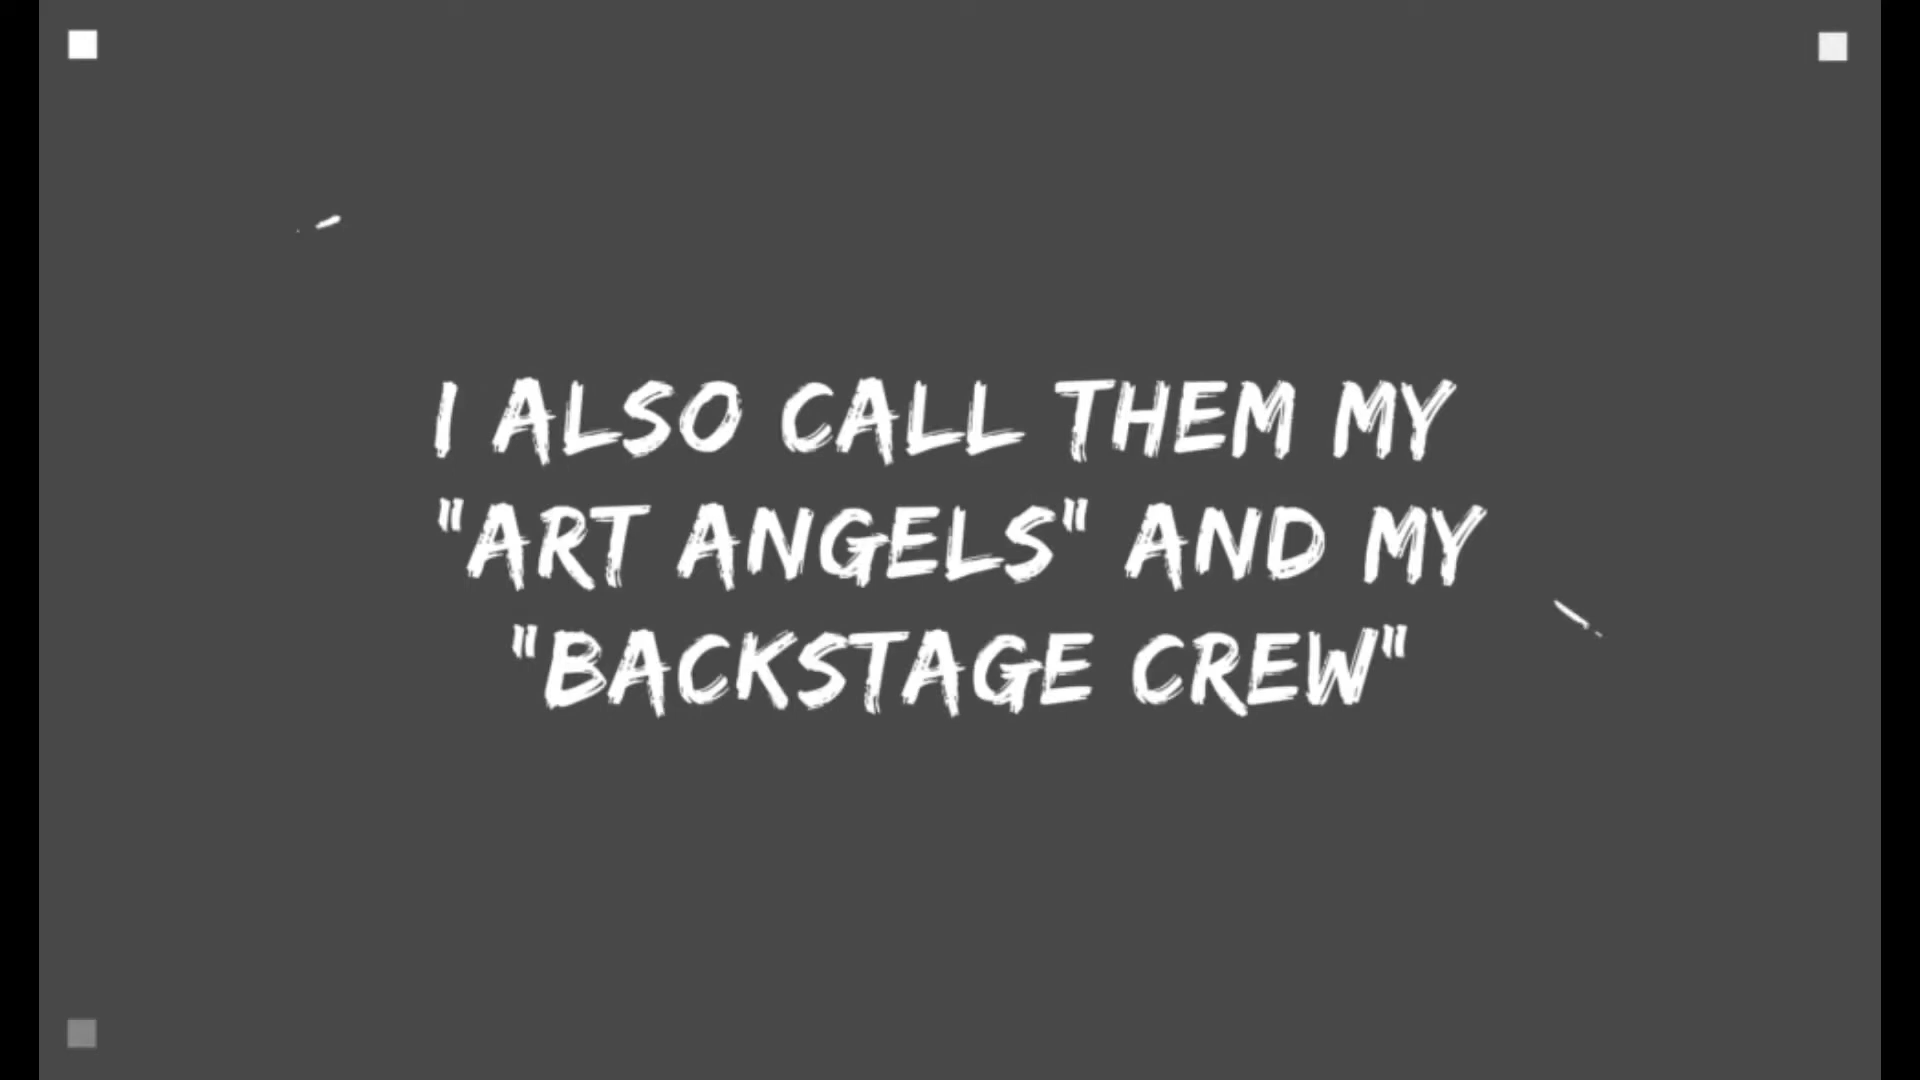 I ALSO CALL THEM MY
"ART ANGELS" AND MY
"BACKSTAGE CREW"